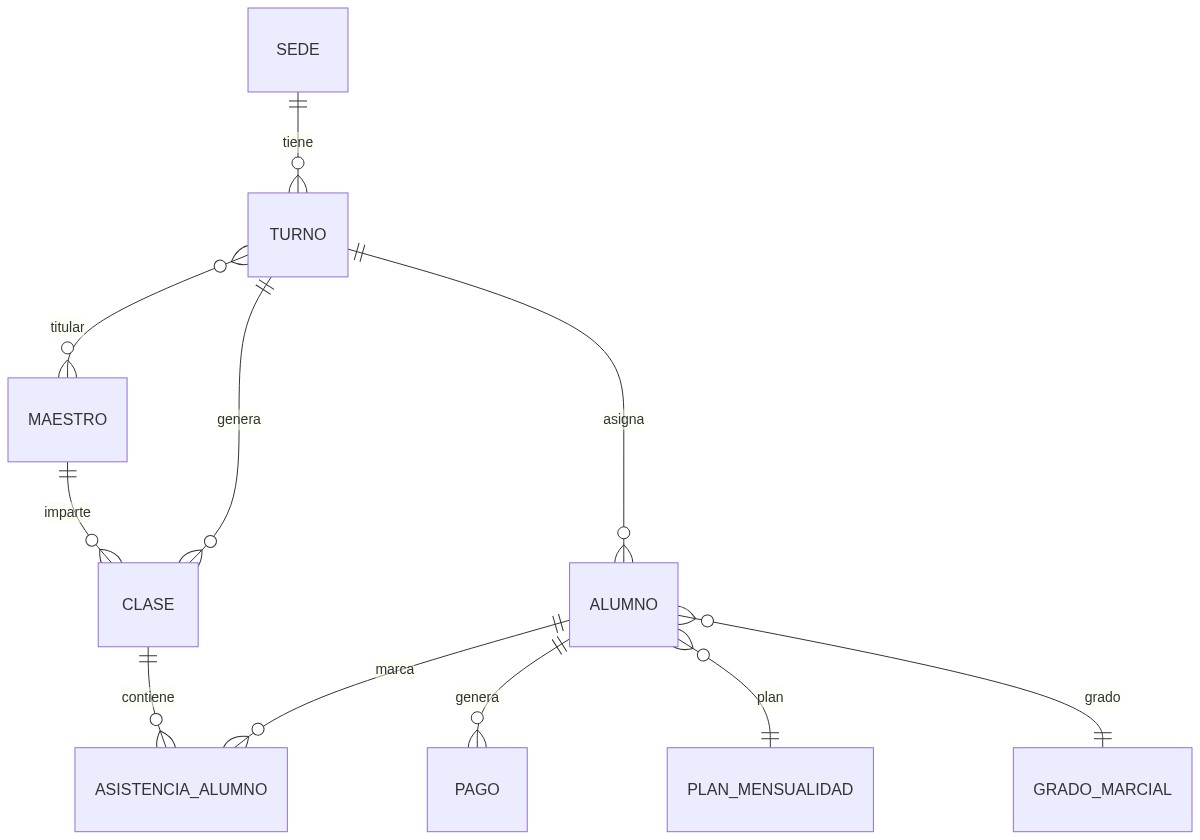 SEDE
tiene
TURNO
titular
MAESTRO
genera
asigna
imparte
CLASE
ALUMNO
marca
contiene
genera
plan
grado
ASISTENCIA_ALUMNO
PAGO
PLAN_MENSUALIDAD
GRADO_MARCIAL